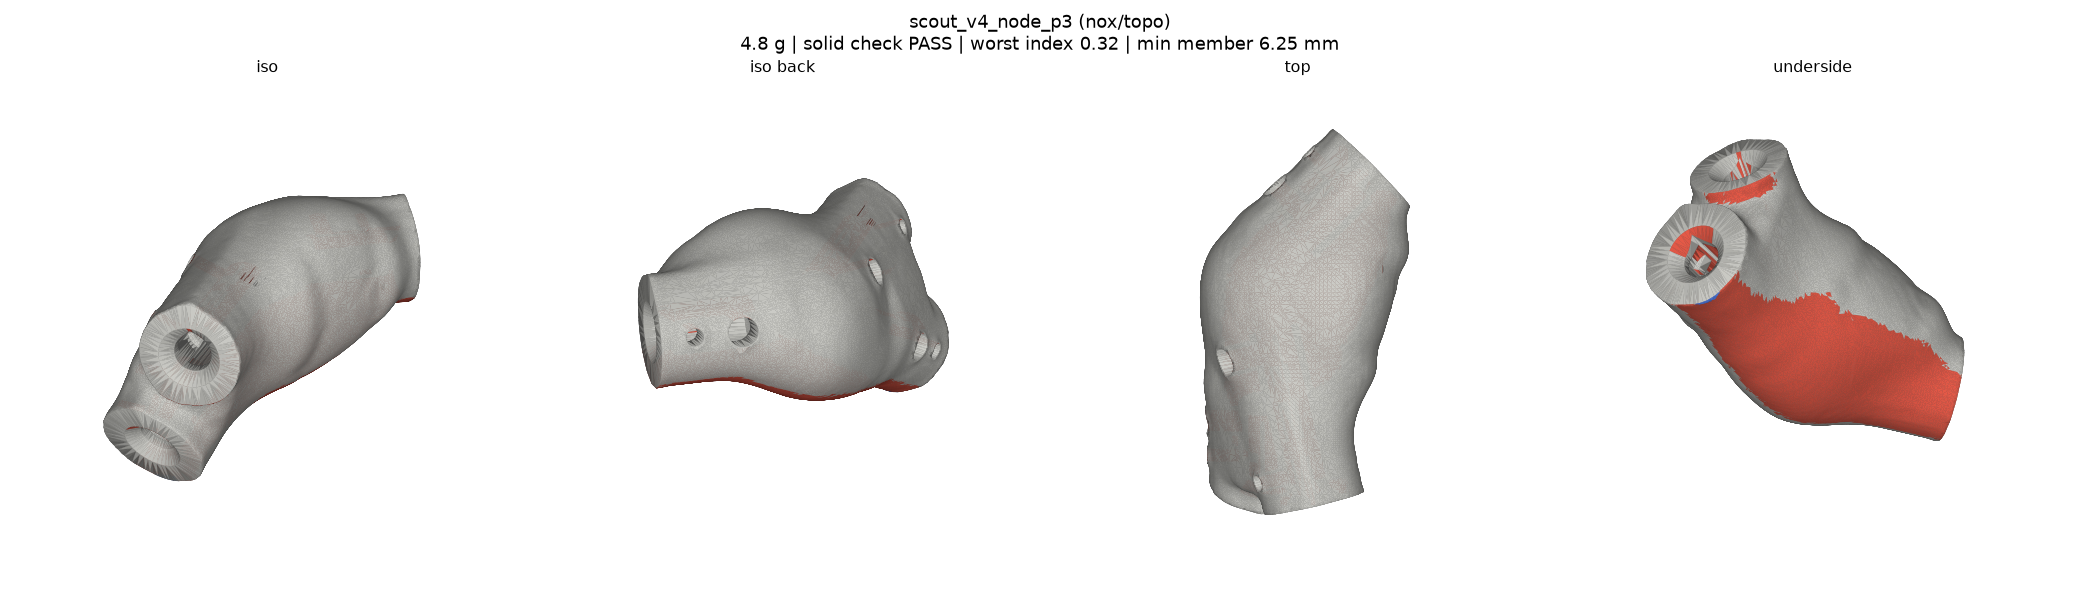 scout_v4_node_p3 (nox/topo)
4.8 g | solid check PASS | worst index 0.32 | min member 6.25 mm
iso
iso back
top
underside